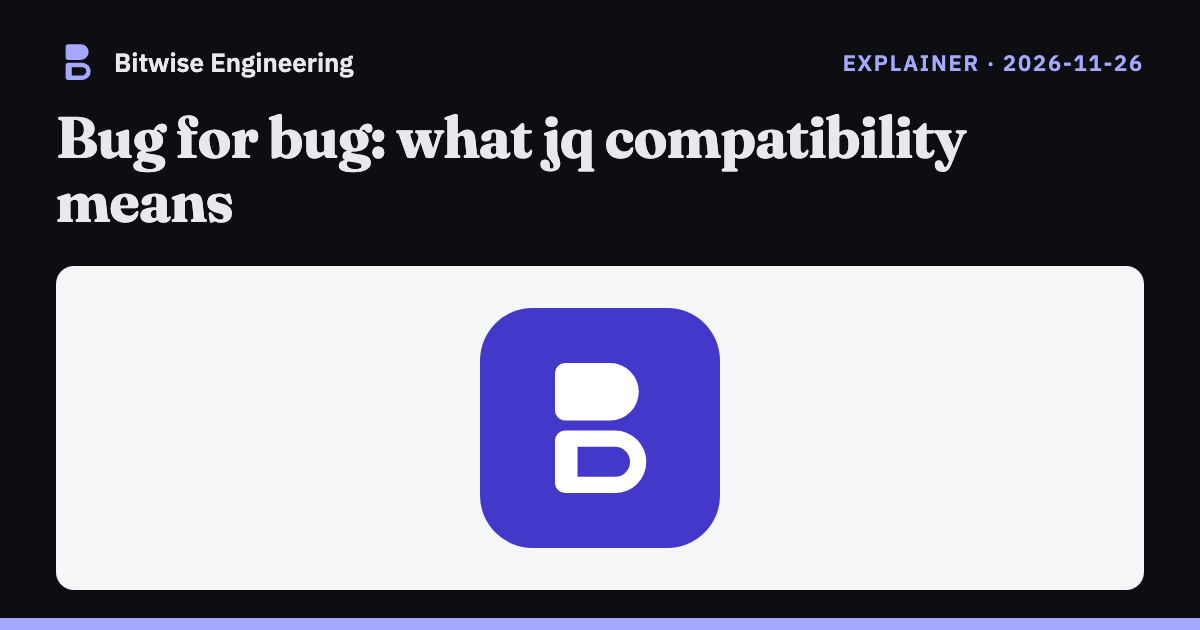 Bitwise Engineering
EXPLAINER · 2026-11-26
Bug for bug: what jq compatibility
means